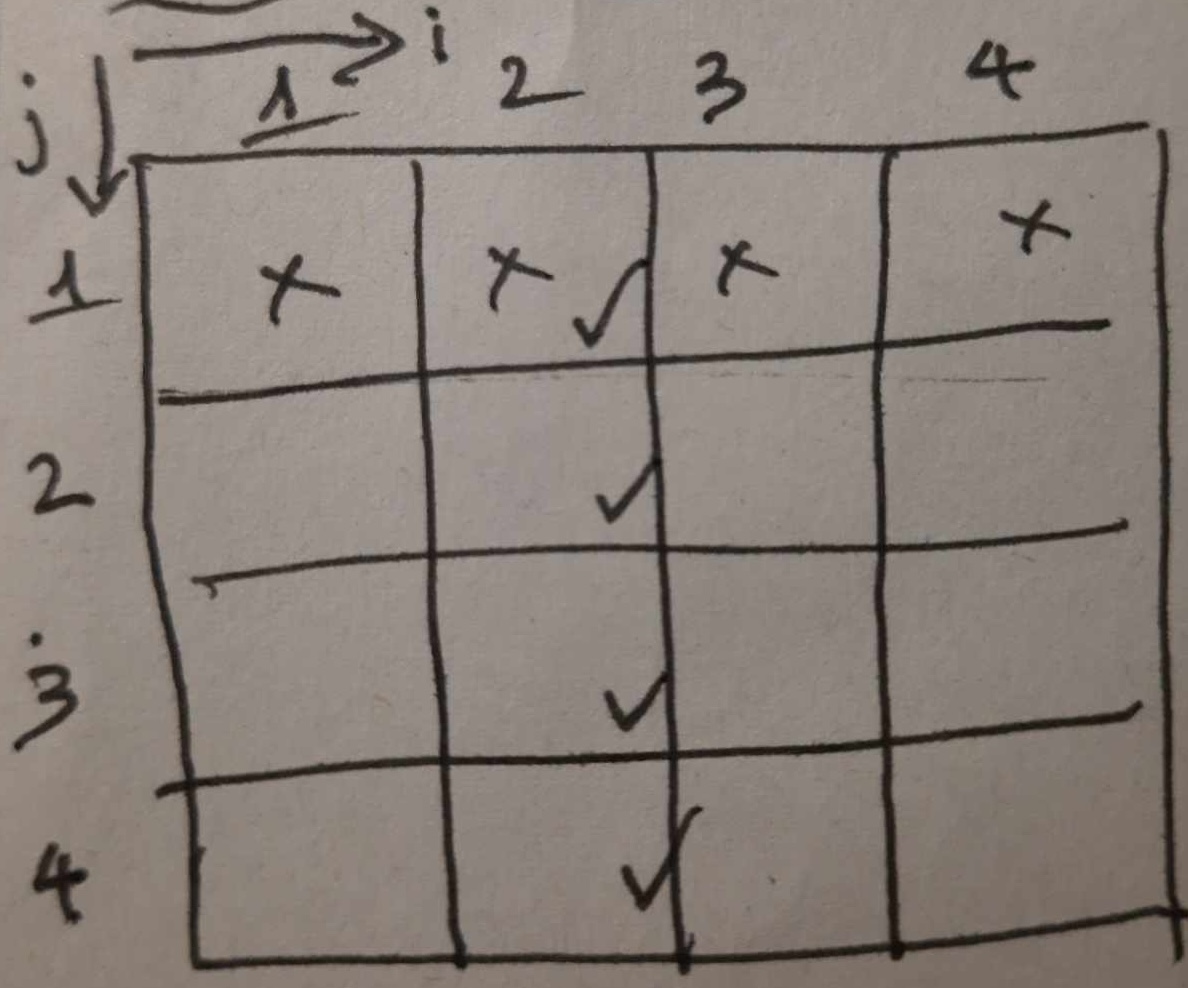 i
j 1 2 3 4
1 x x ✓ x x
2 ✓
3 ✓
4 ✓